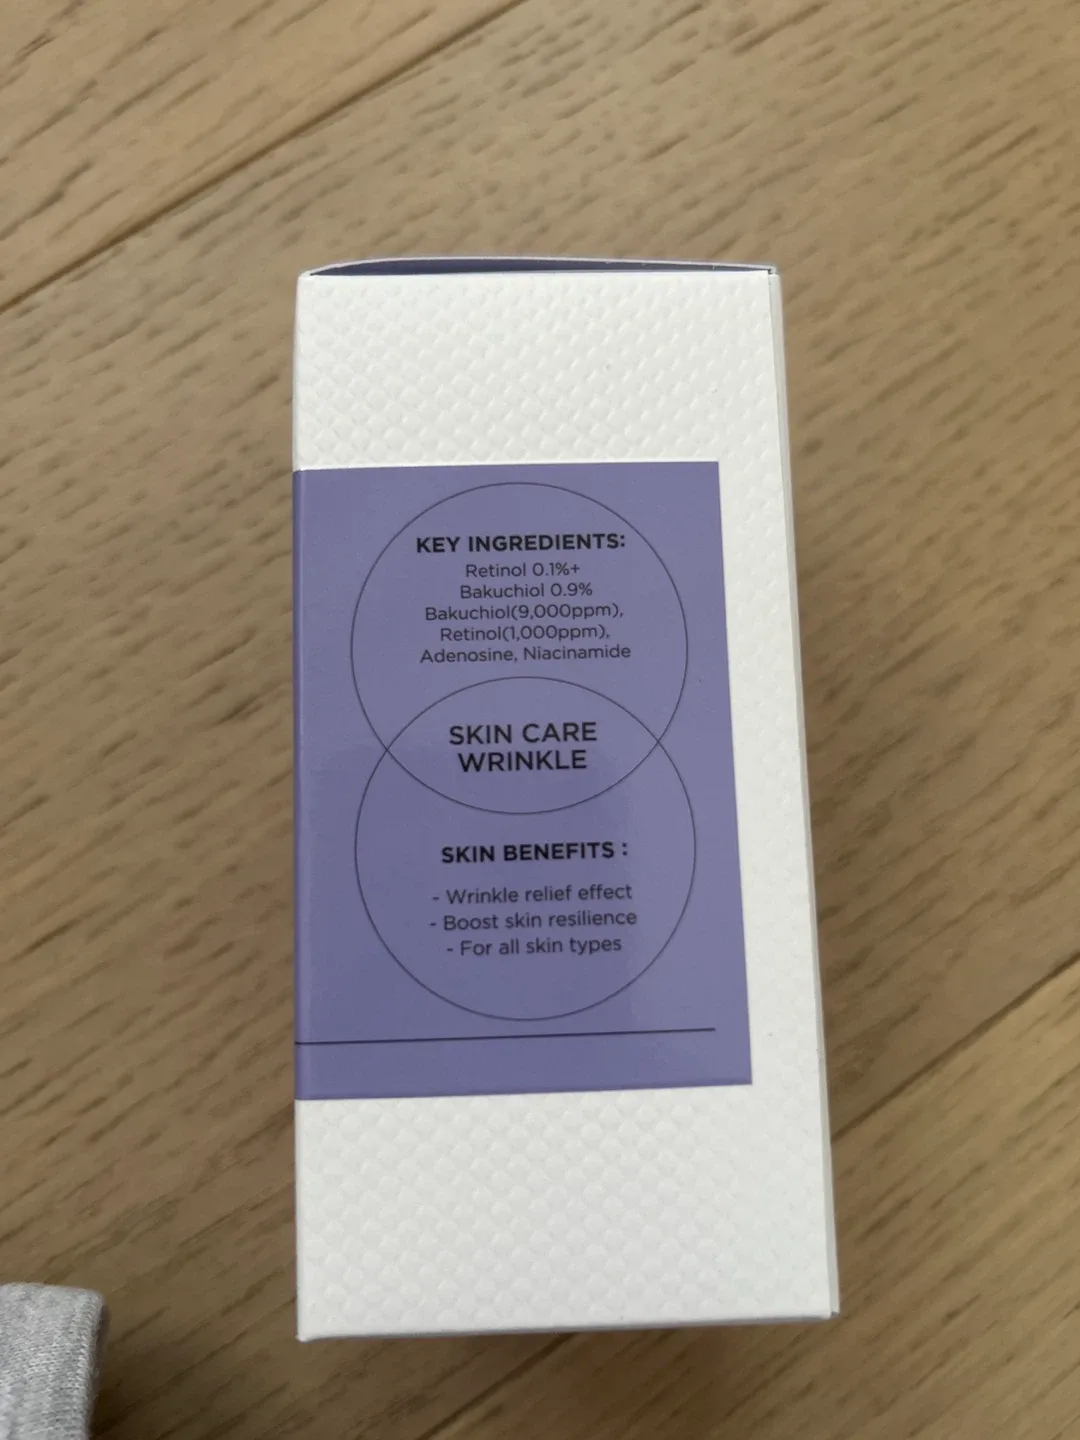 KEY INGREDIENTS:
Retinol 0.1%+
Bakuchiol 0.9%
Bakuchiol(9,000ppm),
Retinol(1,000ppm),
Adenosine, Niacinamide
SKIN CARE
WRINKLE
SKIN BENEFITS :
- Wrinkle relief effect
- Boost skin resilience
- For all skin types